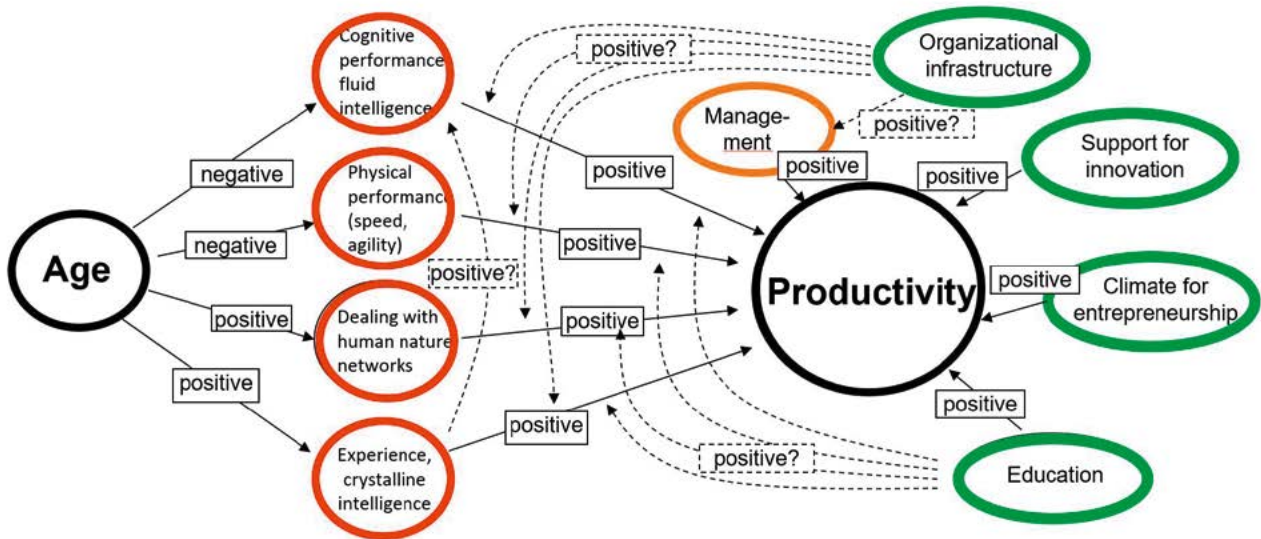 Cognitive
performance
fluid
intelligence
positive?
Organizational
infrastructure
Manage-
ment
positive?
positive
Support for
innovation
positive
negative
positive
Physical
performance
(speed,
agility)
Age
negative
positive
positive?
Productivity
positive
Climate for
entrepreneurship
positive
Dealing with
human nature
networks
positive
positive
positive
positive
Experience,
crystalline
intelligence
positive?
Education